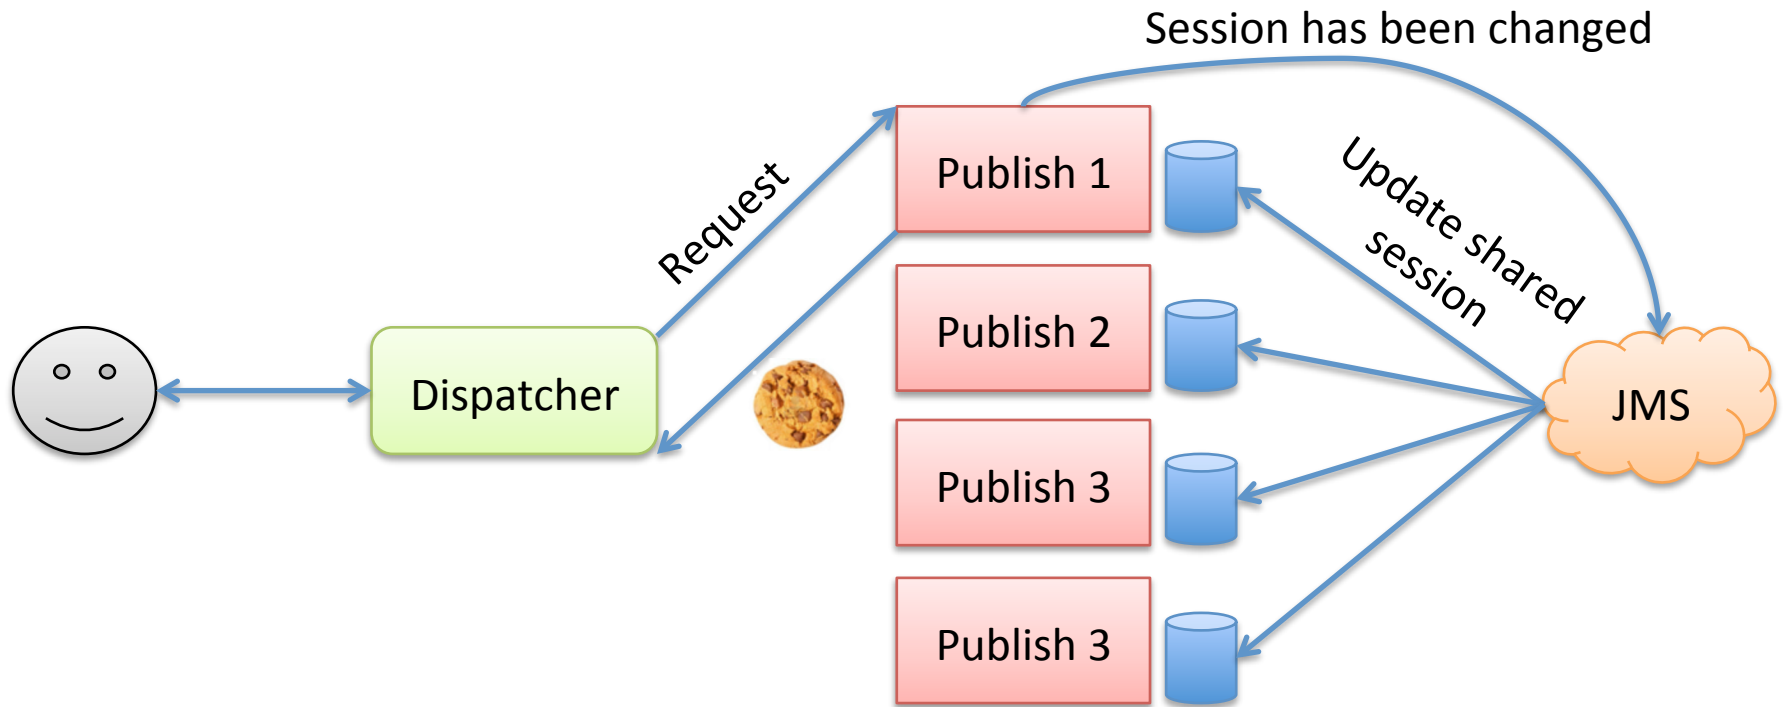 Session has been changed
Request
Publish 1
Update shared
session
Publish 2
Dispatcher
JMS
Publish 3
Publish 3